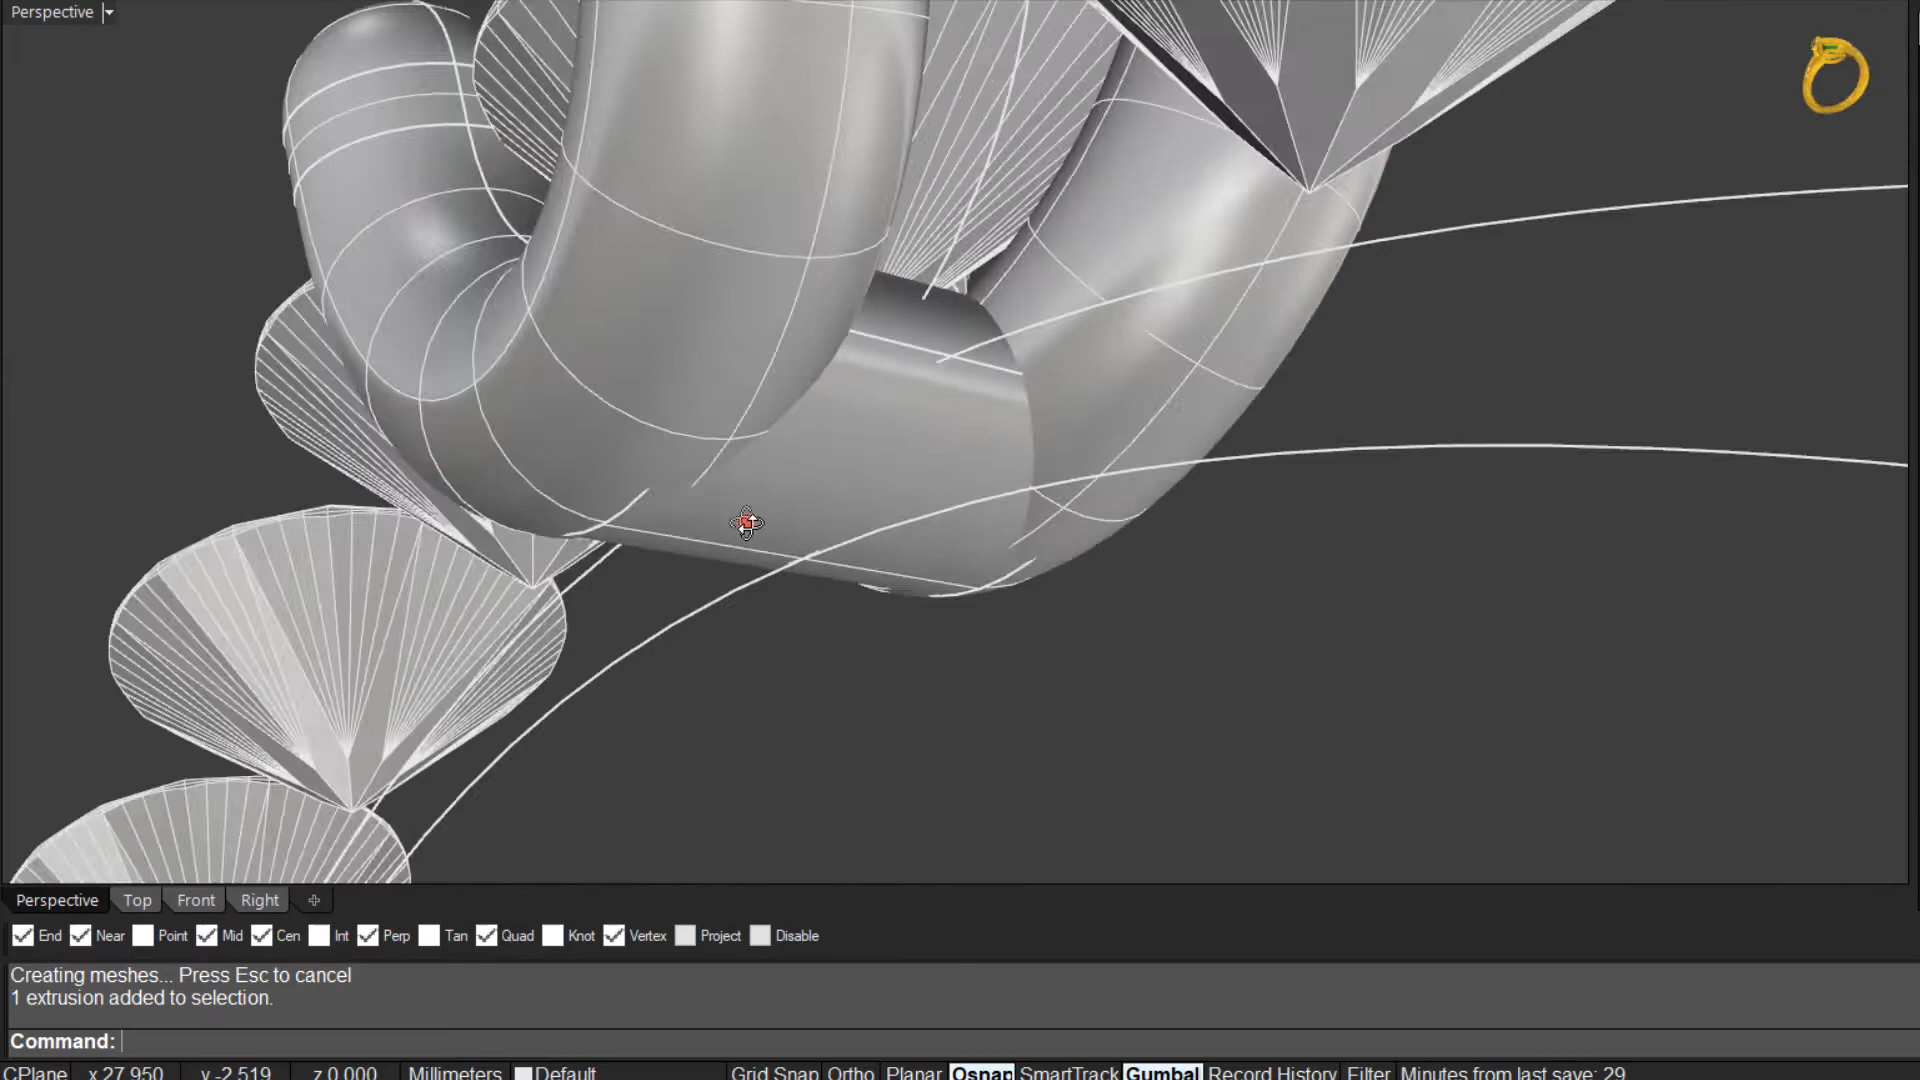 Perspective
Perspective Top Front Right
End Near Point Mid Cen Int Perp Tan Quad Knot Vertex Project Disable
Creating meshes... Press Esc to cancel
1 extrusion added to selection.
Command:
CPlane x 27.950 y -2.519 z 0.000 Millimeters Default Grid Snap Ortho Planar Osnap SmartTrack Gumbal Record History Filter Minutes from last save: 29